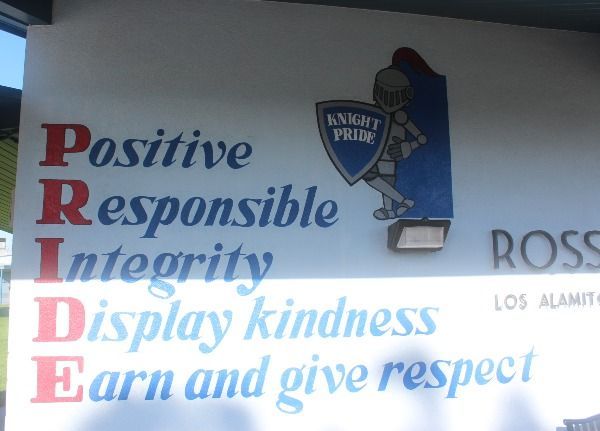 KNIGHT
PRIDE
Positive
Responsible
Integrity
Display kindness
Earn and give respect
ROSS
LOS ALAMIT